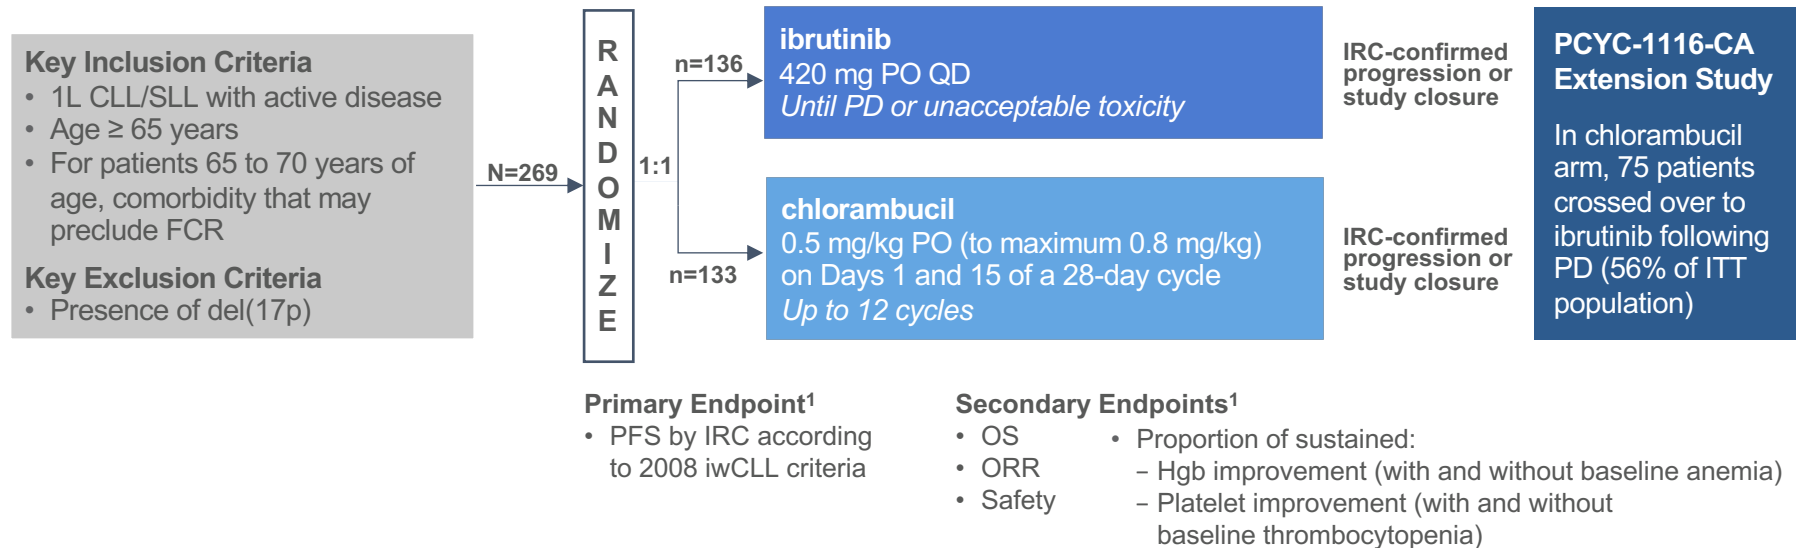 Key Inclusion Criteria
• 1L CLL/SLL with active disease
• Age ≥ 65 years
• For patients 65 to 70 years of
age, comorbidity that may
preclude FCR
Key Exclusion Criteria
• Presence of del(17p)
N=269
RANDOMIZE
1:1
n=136
ibrutinib
420 mg PO QD
Until PD or unacceptable toxicity
IRC-confirmed
progression or
study closure
n=133
chlorambucil
0.5 mg/kg PO (to maximum 0.8 mg/kg)
on Days 1 and 15 of a 28-day cycle
Up to 12 cycles
IRC-confirmed
progression or
study closure
PCYC-1116-CA
Extension Study
In chlorambucil
arm, 75 patients
crossed over to
ibrutinib following
PD (56% of ITT
population)
Primary Endpoint¹
• PFS by IRC according
to 2008 iwCLL criteria
Secondary Endpoints¹
• OS
• ORR
• Safety
• Proportion of sustained:
– Hgb improvement (with and without baseline anemia)
– Platelet improvement (with and without
baseline thrombocytopenia)